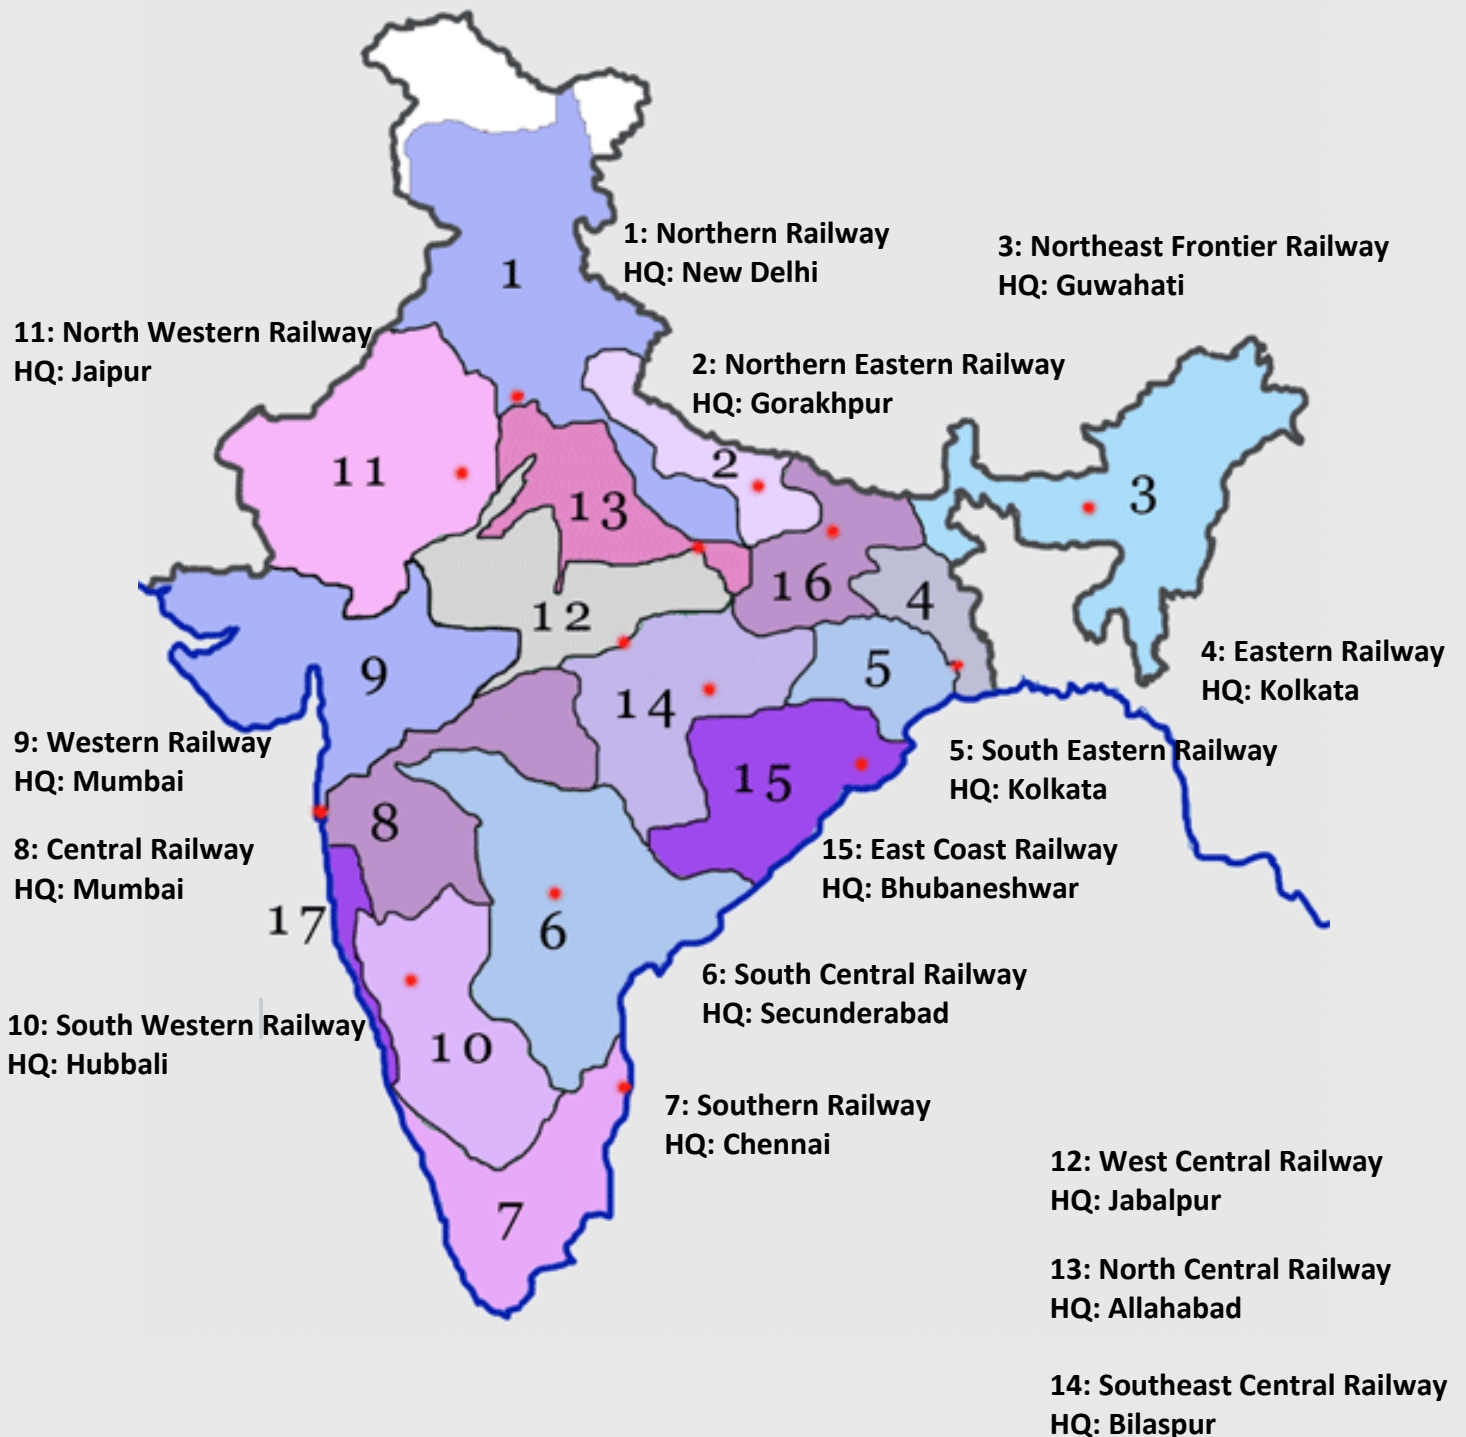 1: Northern Railway
HQ: New Delhi
3: Northeast Frontier Railway
HQ: Guwahati
1
11: North Western Railway
HQ: Jaipur
2: Northern Eastern Railway
HQ: Gorakhpur
11
2
13
3
16
4
12
9
5
14
4: Eastern Railway
HQ: Kolkata
9: Western Railway
HQ: Mumbai
15
5: South Eastern Railway
HQ: Kolkata
8
8: Central Railway
HQ: Mumbai
15: East Coast Railway
HQ: Bhubaneshwar
17
6
6: South Central Railway
HQ: Secunderabad
10: South Western Railway
HQ: Hubbali
10
7: Southern Railway
HQ: Chennai
7
12: West Central Railway
HQ: Jabalpur
13: North Central Railway
HQ: Allahabad
14: Southeast Central Railway
HQ: Bilaspur